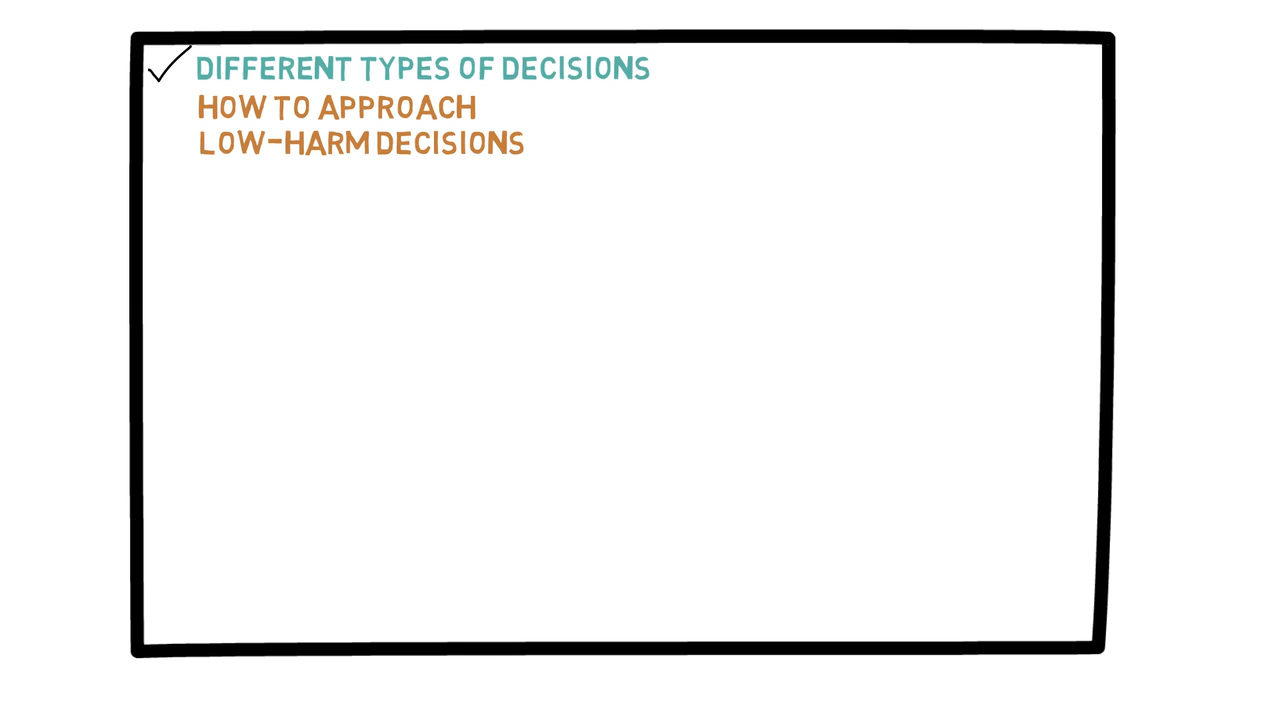 DIFFERENT TYPES OF DECISIONS
HOW TO APPROACH
LOW-HARM DECISIONS